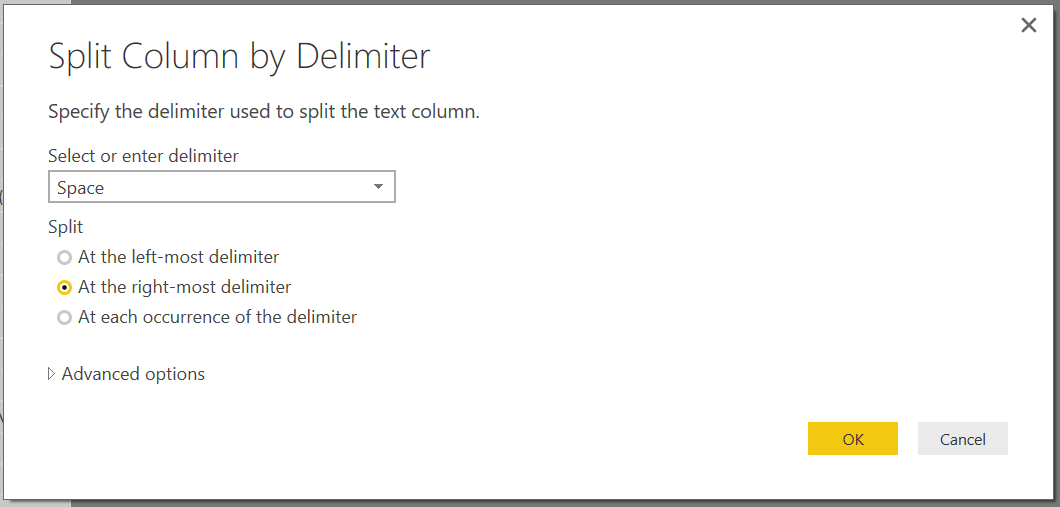 Split Column by Delimiter
Specify the delimiter used to split the text column.
Select or enter delimiter
Space
Split
At the left-most delimiter
At the right-most delimiter
At each occurrence of the delimiter
Advanced options
OK Cancel